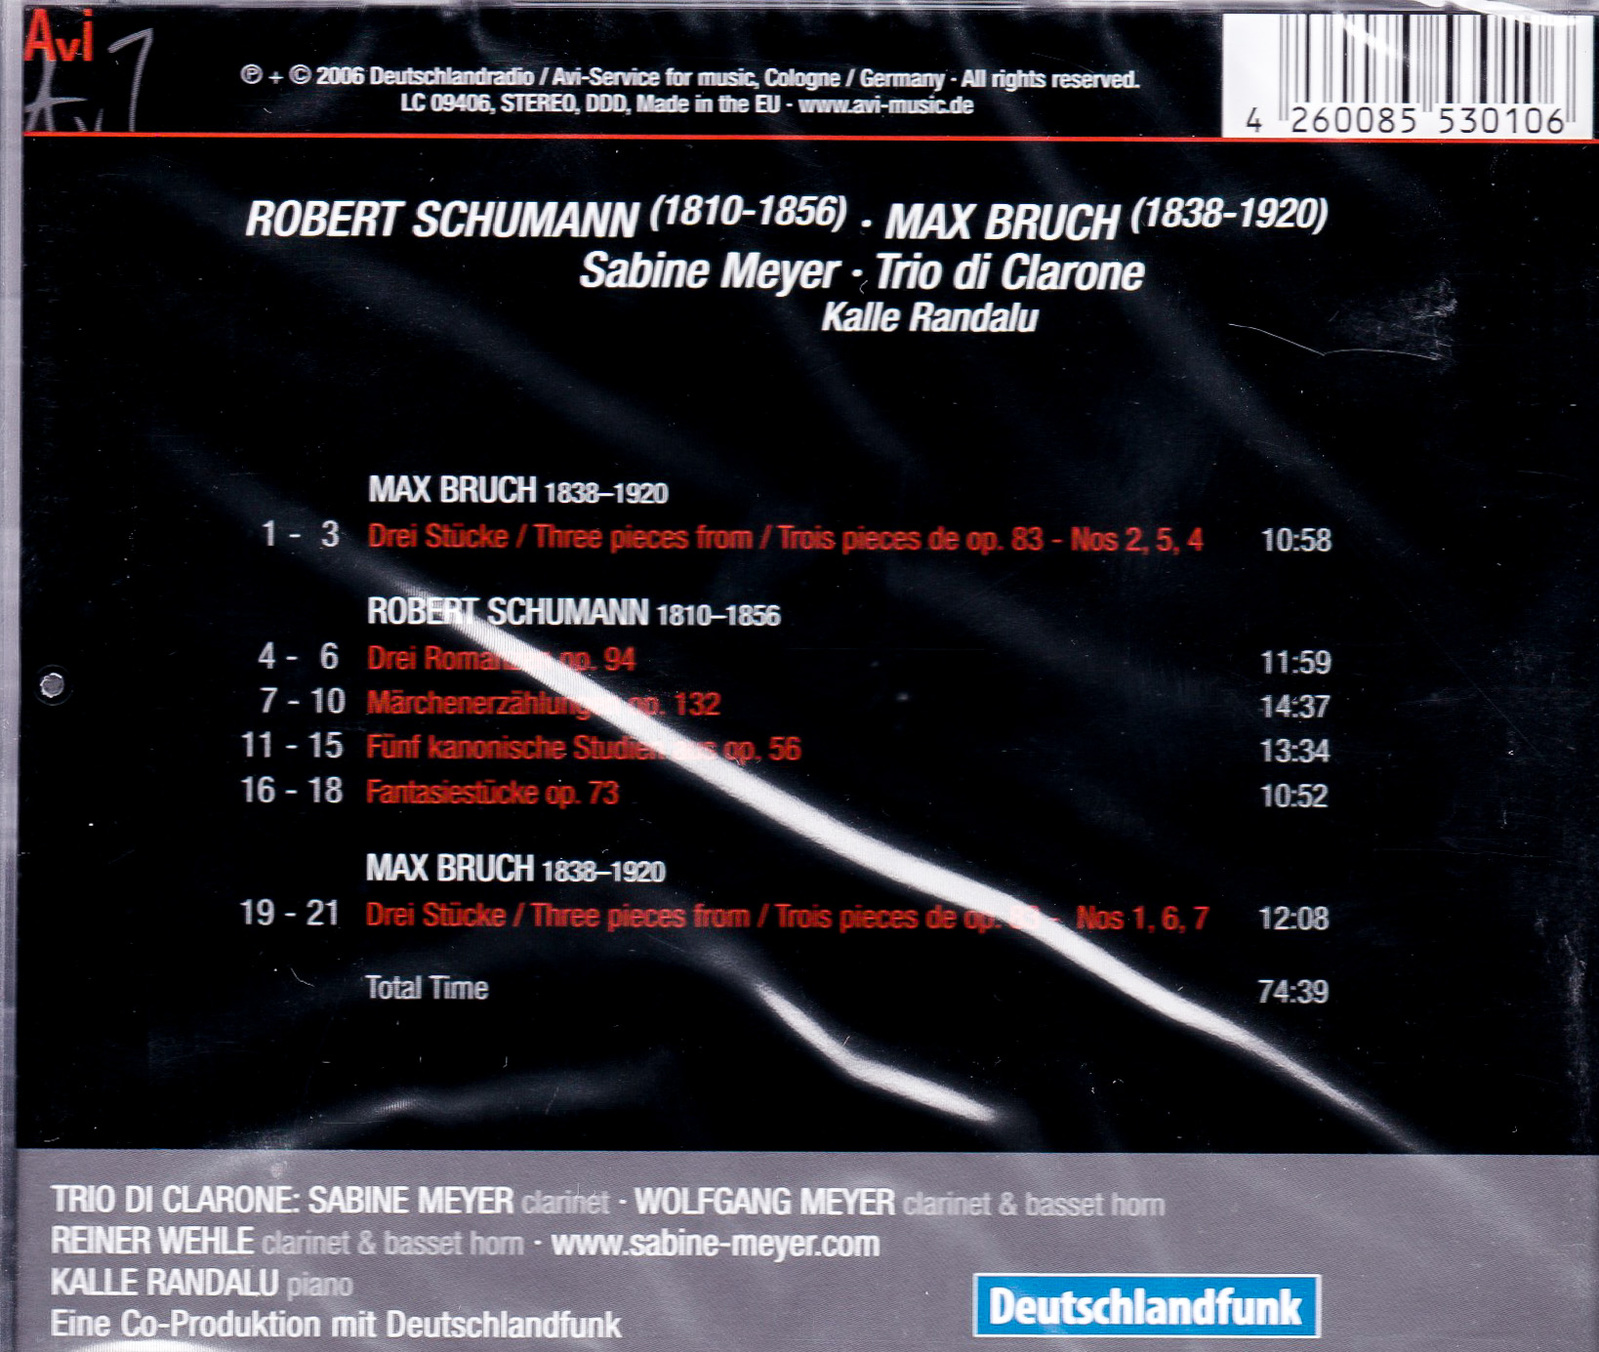 Avi
℗ + © 2006 Deutschlandradio / Avi-Service for music, Cologne / Germany · All rights reserved.
LC 09406, STEREO, DDD, Made in the EU - www.avi-music.de
4 260085 530106
ROBERT SCHUMANN (1810-1856) · MAX BRUCH (1838-1920)
Sabine Meyer · Trio di Clarone
Kalle Randalu
MAX BRUCH 1838–1920
1 - 3 Drei Stücke / Three pieces from / Trois pieces de op. 83 - Nos 2, 5, 4 10:58
ROBERT SCHUMANN 1810–1856
4 - 6 Drei Romanzen op. 94 11:59
7 - 10 Märchenerzählungen op. 132 14:37
11 - 15 Fünf kanonische Studien aus op. 56 13:34
16 - 18 Fantasiestücke op. 73 10:52
MAX BRUCH 1838–1920
19 - 21 Drei Stücke / Three pieces from / Trois pieces de op. 83 - Nos 1, 6, 7 12:08
Total Time 74:39
TRIO DI CLARONE: SABINE MEYER clarinet · WOLFGANG MEYER clarinet & basset horn
REINER WEHLE clarinet & basset horn · www.sabine-meyer.com
KALLE RANDALU piano
Eine Co-Produktion mit Deutschlandfunk
Deutschlandfunk